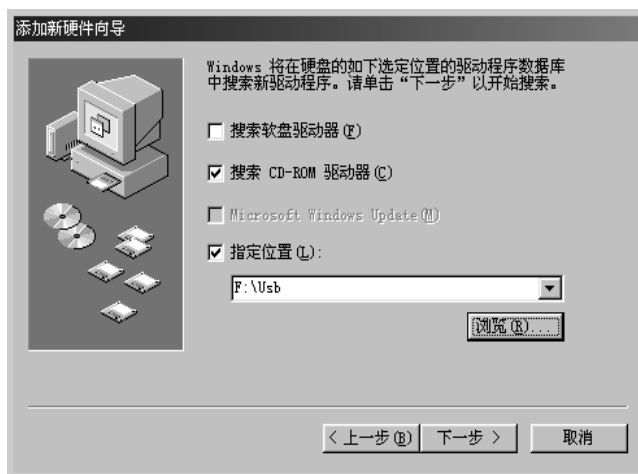 添加新硬件向导
Windows 将在硬盘的如下选定位置的驱动程序数据库
中搜索新驱动程序。请单击“下一步”以开始搜索。
搜索软盘驱动器(F)
搜索 CD-ROM 驱动器(C)
Microsoft Windows Update(M)
指定位置(L):
F:\Usb
浏览(R)...
< 上一步(B)
下一步 >
取消